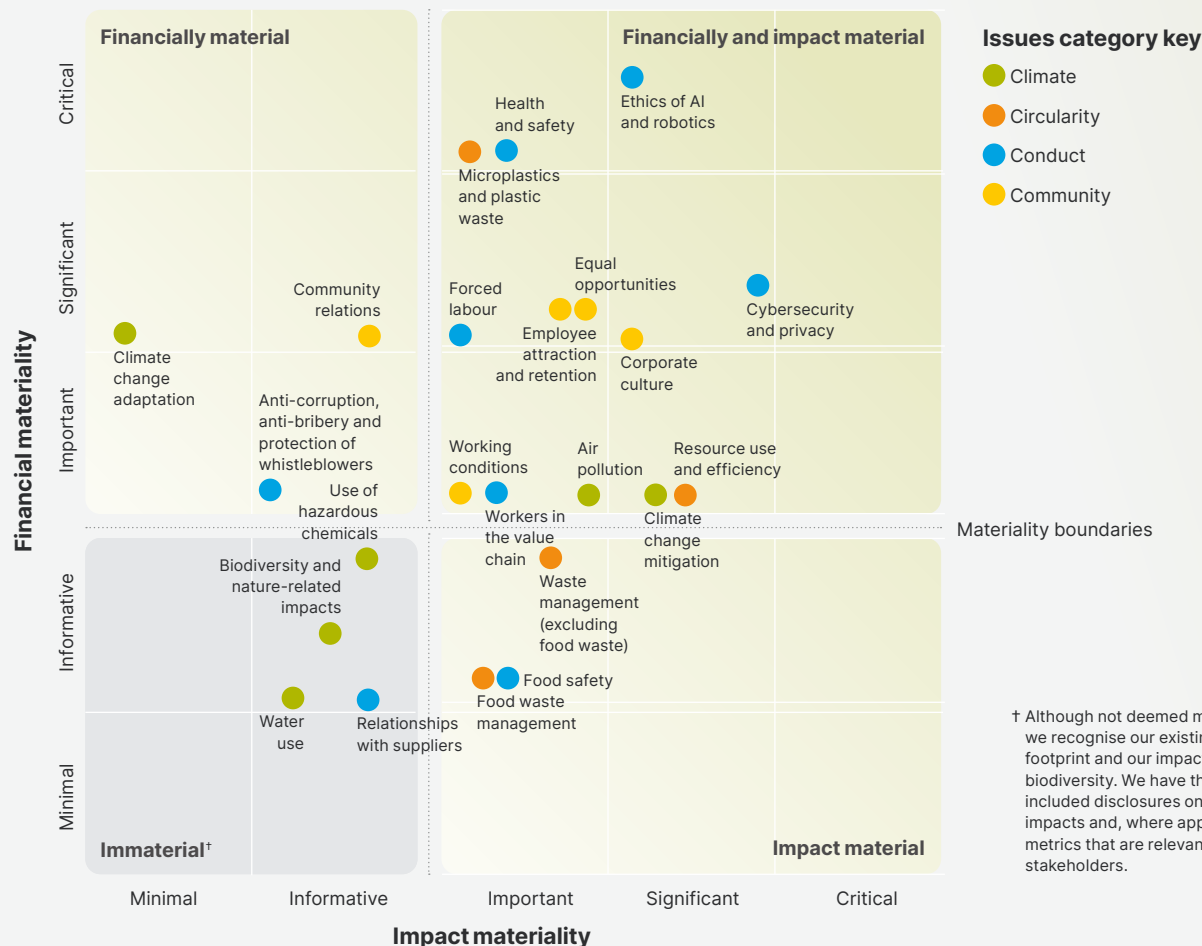 Financially material
Financially and impact material
Issues category key
Climate
Circularity
Conduct
Community
Critical
Significant
Important
Informative
Minimal
Financial materiality
Ethics of AI
and robotics
Health
and safety
Microplastics
and plastic
waste
Equal
opportunities
Community
relations
Forced
labour
Cybersecurity
and privacy
Employee
attraction
and retention
Corporate
culture
Climate
change
adaptation
Anti-corruption,
anti-bribery and
protection of
whistleblowers
Working
conditions
Air
pollution
Resource use
and efficiency
Use of
hazardous
chemicals
Workers in
the value
chain
Climate
change
mitigation
Materiality boundaries
Biodiversity and
nature-related
impacts
Waste
management
(excluding
food waste)
Food safety
Food waste
management
Water
use
Relationships
with suppliers
† Although not deemed
we recognise our
footprint and our impact
biodiversity. We have
included disclosures on
impacts and, where
metrics that are relevant
stakeholders.
Immaterial†
Impact material
Minimal
Informative
Important
Significant
Critical
Impact materiality